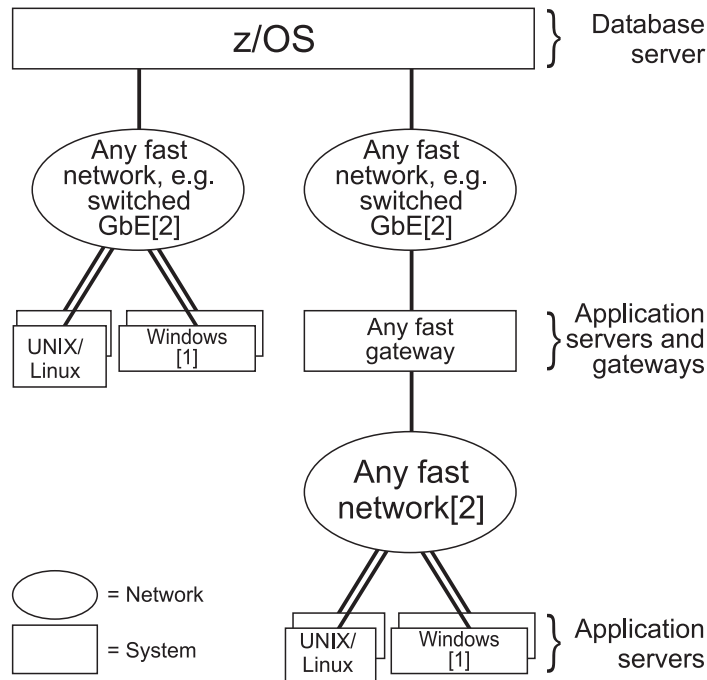 z/OS
Database
server
Any fast
network, e.g.
switched
GbE[2]
Any fast
network, e.g.
switched
GbE[2]
UNIX/
Linux
Windows
[1]
Any fast
gateway
Application
servers and
gateways
Any fast
network[2]
= Network
= System
UNIX/
Linux
Windows
[1]
Application
servers